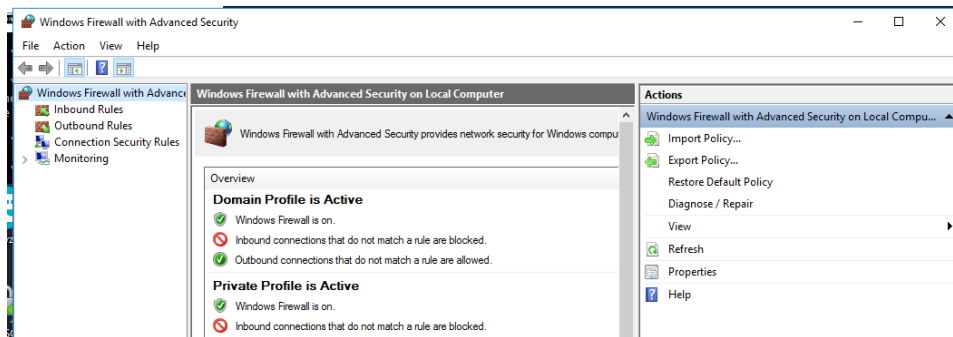 Windows Firewall with Advanced Security
File Action View Help
Windows Firewall with Advance
Inbound Rules
Outbound Rules
Connection Security Rules
Monitoring
Windows Firewall with Advanced Security on Local Computer
Windows Firewall with Advanced Security provides network security for Windows compu
Overview
Domain Profile is Active
Windows Firewall is on.
Inbound connections that do not match a rule are blocked.
Outbound connections that do not match a rule are allowed.
Private Profile is Active
Windows Firewall is on.
Inbound connections that do not match a rule are blocked.
Actions
Windows Firewall with Advanced Security on Local Compu...
Import Policy...
Export Policy...
Restore Default Policy
Diagnose / Repair
View
Refresh
Properties
Help